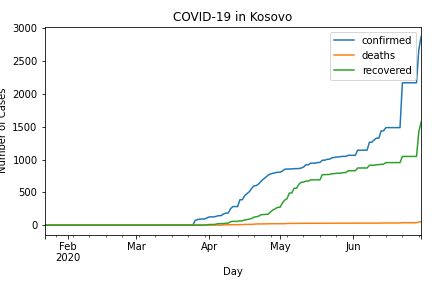 COVID-19 in Kosovo
3000
2500
2000
1500
1000
500
0
Number of Cases
confirmed
deaths
recovered
Feb
2020
Mar
Apr
May
Jun
Day